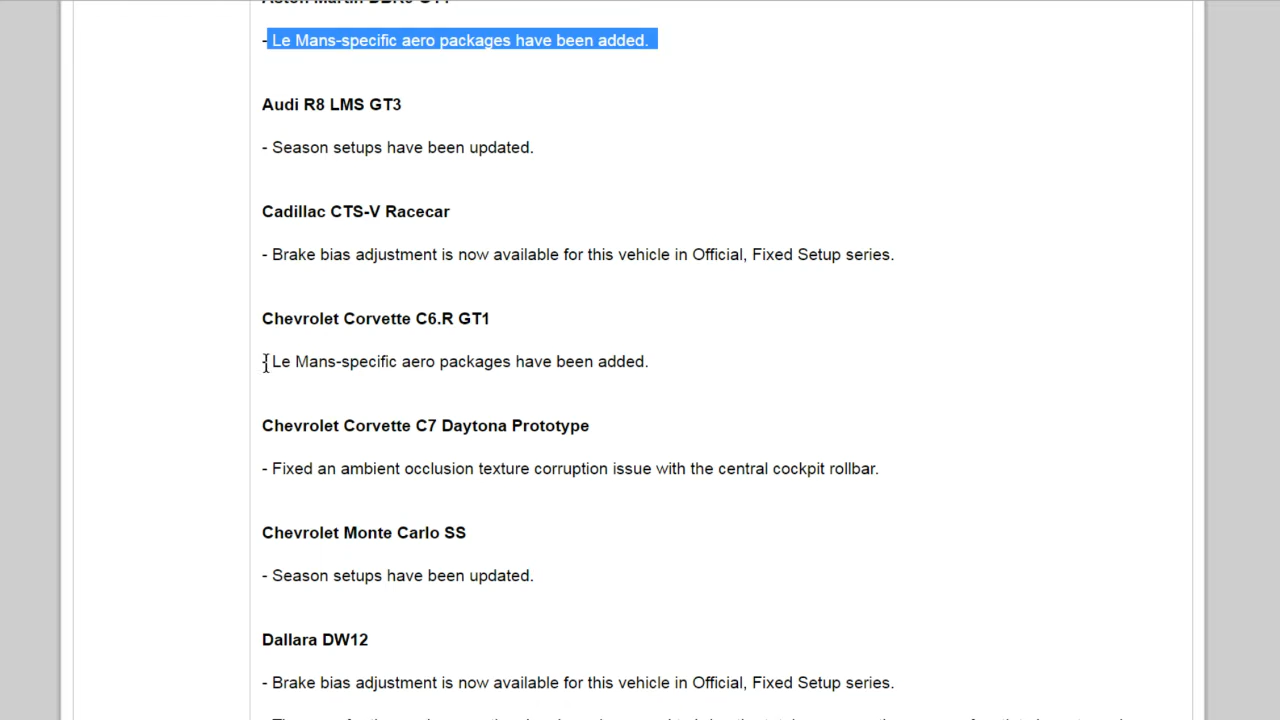 - Le Mans-specific aero packages have been added.
Audi R8 LMS GT3
- Season setups have been updated.
Cadillac CTS-V Racecar
- Brake bias adjustment is now available for this vehicle in Official, Fixed Setup series.
Chevrolet Corvette C6.R GT1
- Le Mans-specific aero packages have been added.
Chevrolet Corvette C7 Daytona Prototype
- Fixed an ambient occlusion texture corruption issue with the central cockpit rollbar.
Chevrolet Monte Carlo SS
- Season setups have been updated.
Dallara DW12
- Brake bias adjustment is now available for this vehicle in Official, Fixed Setup series.